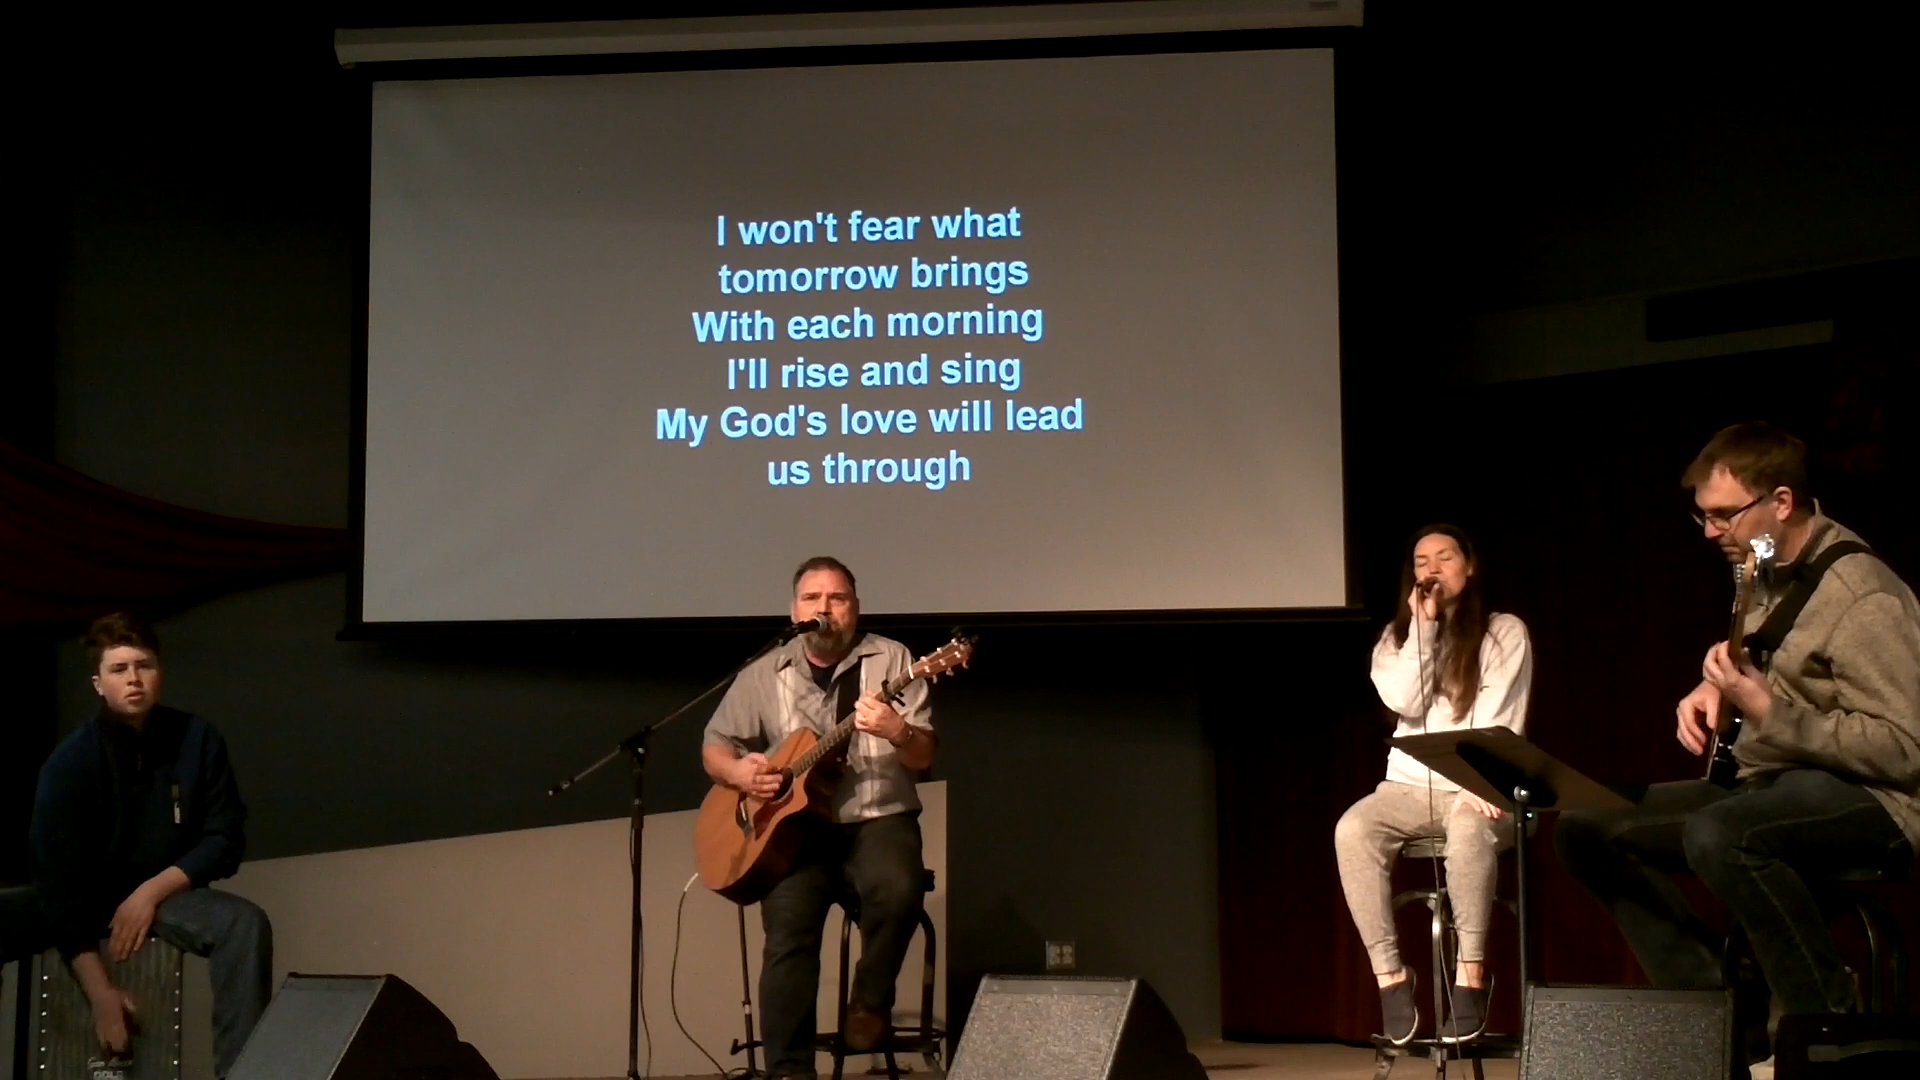 I won't fear what
tomorrow brings
With each morning
I'll rise and sing
My God's love will lead
us through